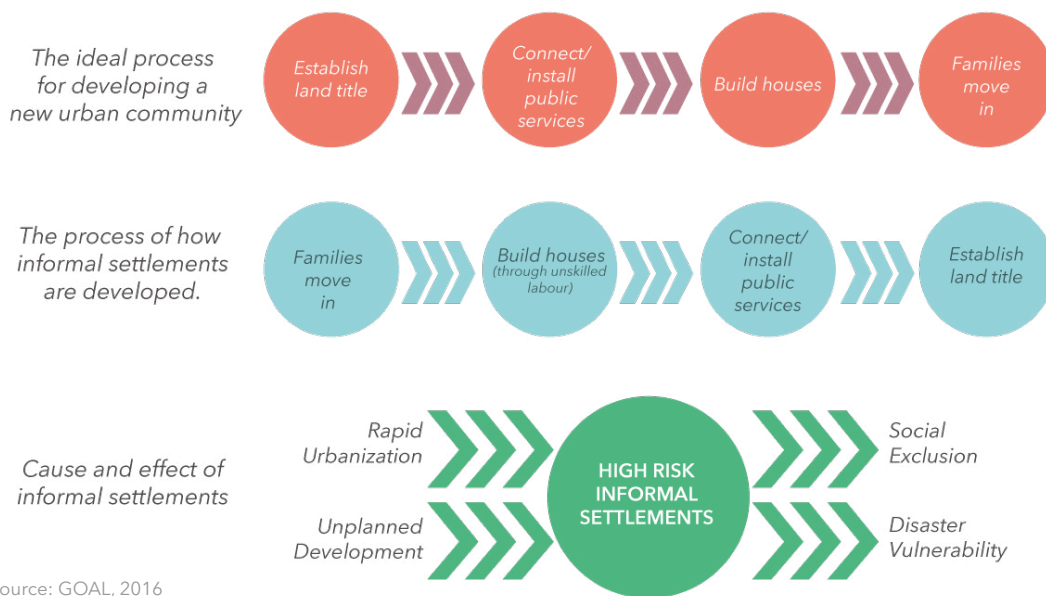 The ideal process
for developing a
new urban community
Establish
land title
Connect/
install
public
services
Build houses
Families
move
in
The process of how
informal settlements
are developed.
Families
move
in
Build houses
(through unskilled
labour)
Connect/
install
public
services
Establish
land title
Cause and effect of
informal settlements
Rapid
Urbanization
Unplanned
Development
HIGH RISK
INFORMAL
SETTLEMENTS
Social
Exclusion
Disaster
Vulnerability
ource: GOAL, 2016